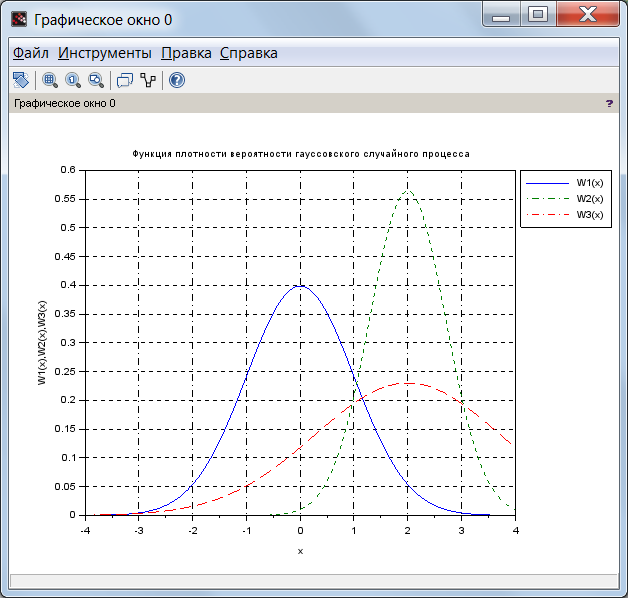 Графическое окно 0
Файл Инструменты Правка Справка
Графическое окно 0
?
Функция плотности вероятности гауссовского случайного процесса
W1(x)
W2(x)
W3(x)
W1(x),W2(x),W3(x)
0.6
0.55
0.5
0.45
0.4
0.35
0.3
0.25
0.2
0.15
0.1
0.05
0
-4 -3 -2 -1 0 1 2 3 4
x